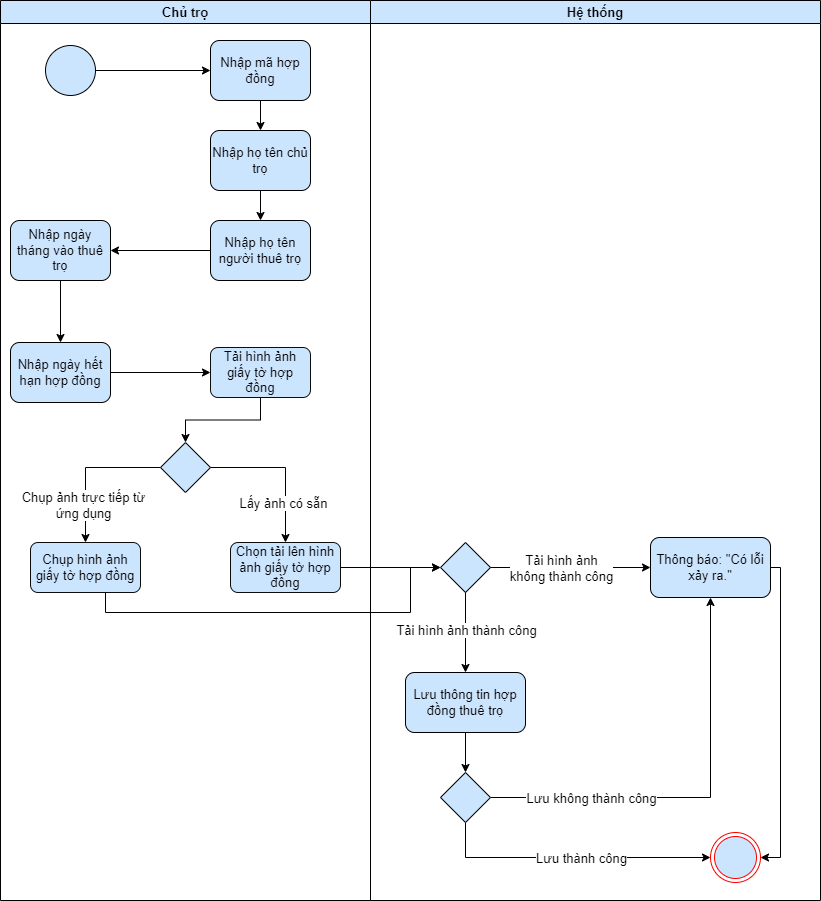 Chủ trọ
Hệ thống
Nhập mã hợp
đồng
Nhập họ tên chủ
trọ
Nhập họ tên
người thuê trọ
Nhập ngày
tháng vào thuê
trọ
Nhập ngày hết
hạn hợp đồng
Tải hình ảnh
giấy tờ hợp
đồng
Chụp ảnh trực tiếp từ
ứng dụng
Lấy ảnh có sẵn
Chụp hình ảnh
giấy tờ hợp đồng
Chọn tải lên hình
ảnh giấy tờ hợp
đồng
Tải hình ảnh
không thành công
Thông báo: "Có lỗi
xảy ra."
Tải hình ảnh thành công
Lưu thông tin hợp
đồng thuê trọ
Lưu không thành công
Lưu thành công